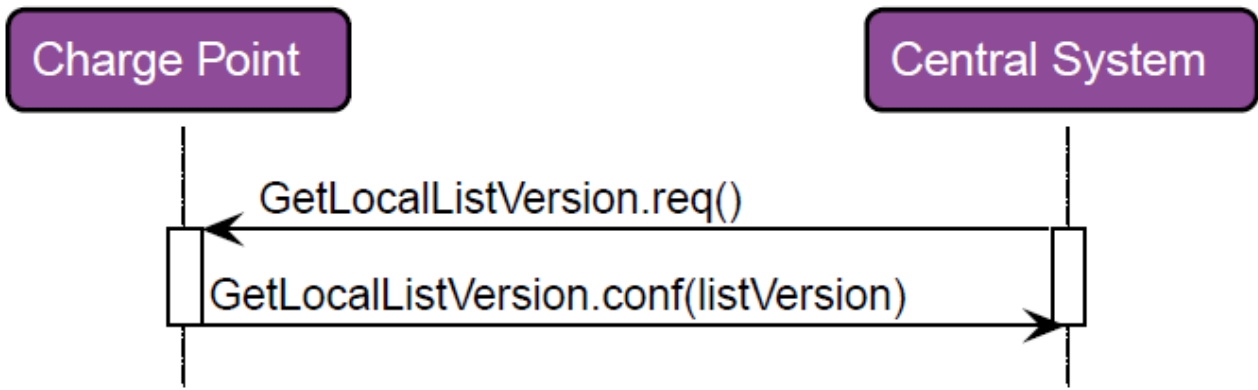 Charge Point
Central System
GetLocalListVersion.req()
GetLocalListVersion.conf(listVersion)